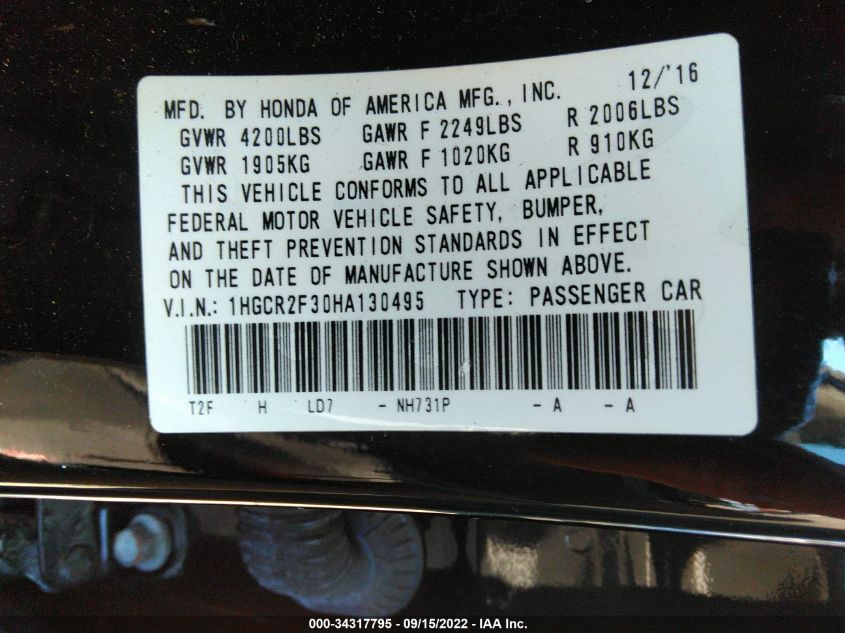 MFD. BY HONDA OF AMERICA MFG., INC. 12/'16
GVWR 4200LBS GAWR F 2249LBS R 2006LBS
GVWR 1905KG GAWR F 1020KG R 910KG
THIS VEHICLE CONFORMS TO ALL APPLICABLE
FEDERAL MOTOR VEHICLE SAFETY, BUMPER,
AND THEFT PREVENTION STANDARDS IN EFFECT
ON THE DATE OF MANUFACTURE SHOWN ABOVE.
V.I.N.: 1HGCR2F30HA130495 TYPE: PASSENGER CAR
T2F H LD7 - NH731P - A - A
000-34317795 - 09/15/2022 - IAA Inc.